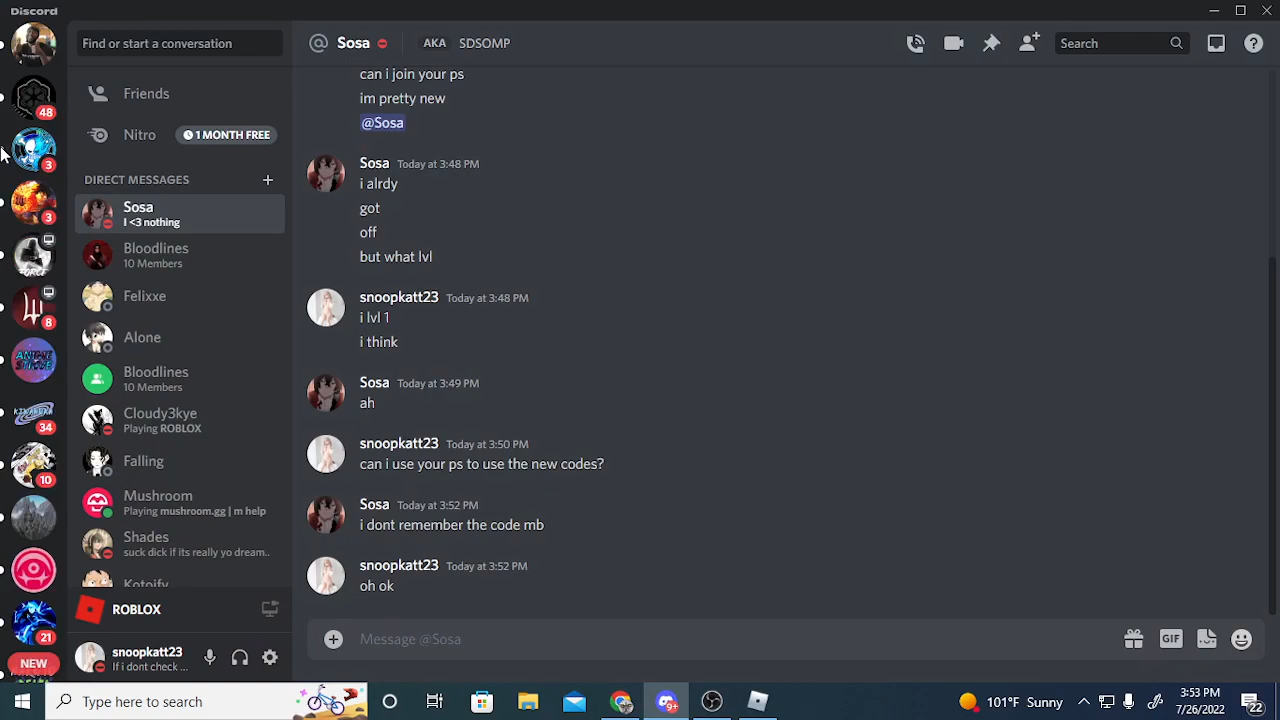 Discord
Find or start a conversation
Sosa
AKA SDSOMP
Search
48
3
3
8
ANIME
34
10
21
NEW
Friends
Nitro
1 MONTH FREE
DIRECT MESSAGES
Sosa
I <3 nothing
Bloodlines
10 Members
Felixxe
Alone
Bloodlines
10 Members
Cloudy3kye
Playing ROBLOX
Falling
Mushroom
Playing mushroom.gg | m help
Shades
suck dick if its really yo dream..
Kotoify
ROBLOX
snoopkatt23
If i dont check ...
can i join your ps
im pretty new
@Sosa
Sosa Today at 3:48 PM
i alrdy
got
off
but what lvl
snoopkatt23 Today at 3:48 PM
i lvl 1
i think
Sosa Today at 3:49 PM
ah
snoopkatt23 Today at 3:50 PM
can i use your ps to use the new codes?
Sosa Today at 3:52 PM
i dont remember the code mb
snoopkatt23 Today at 3:52 PM
oh ok
Message @Sosa
GIF
Type here to search
9+
101°F Sunny
3:53 PM
7/26/2022
22